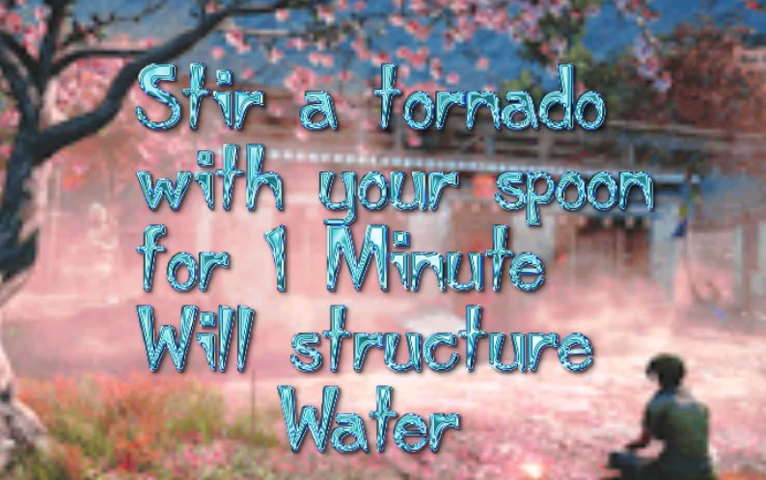 Stir a tornado
with your spoon
for 1 Minute
Will structure
Water